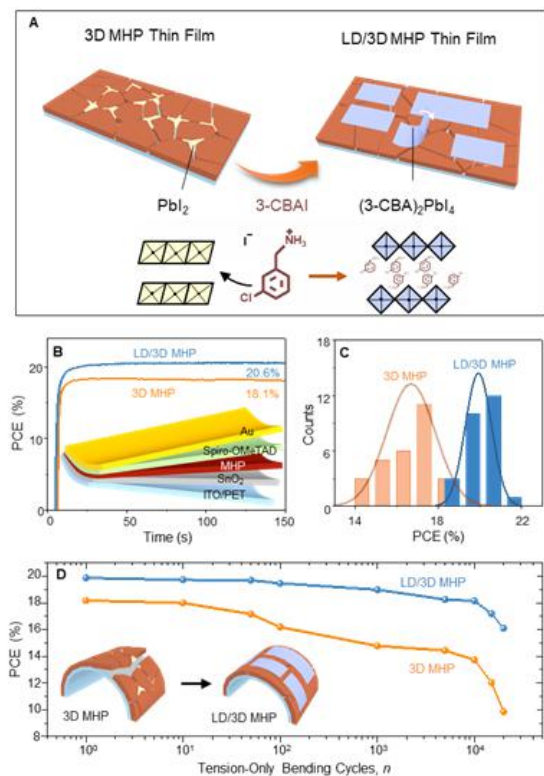 A
3D MHP Thin Film
LD/3D MHP Thin Film
PbI₂
3-CBAI
(3-CBA)₂PbI₄
I⁻
NH₃⁺
Cl
B
LD/3D MHP
20.6%
3D MHP
18.1%
Au
Spiro-OMeTAD
MHP
SnO₂
ITO/PET
PCE (%)
20
10
0
0 50 100 150
Time (s)
C
3D MHP
LD/3D MHP
Counts
18
12
6
0
14 18 22
PCE (%)
D
LD/3D MHP
3D MHP
3D MHP
LD/3D MHP
PCE (%)
20
18
16
14
12
10
8
10⁰ 10¹ 10² 10³ 10⁴
Tension-Only Bending Cycles, n